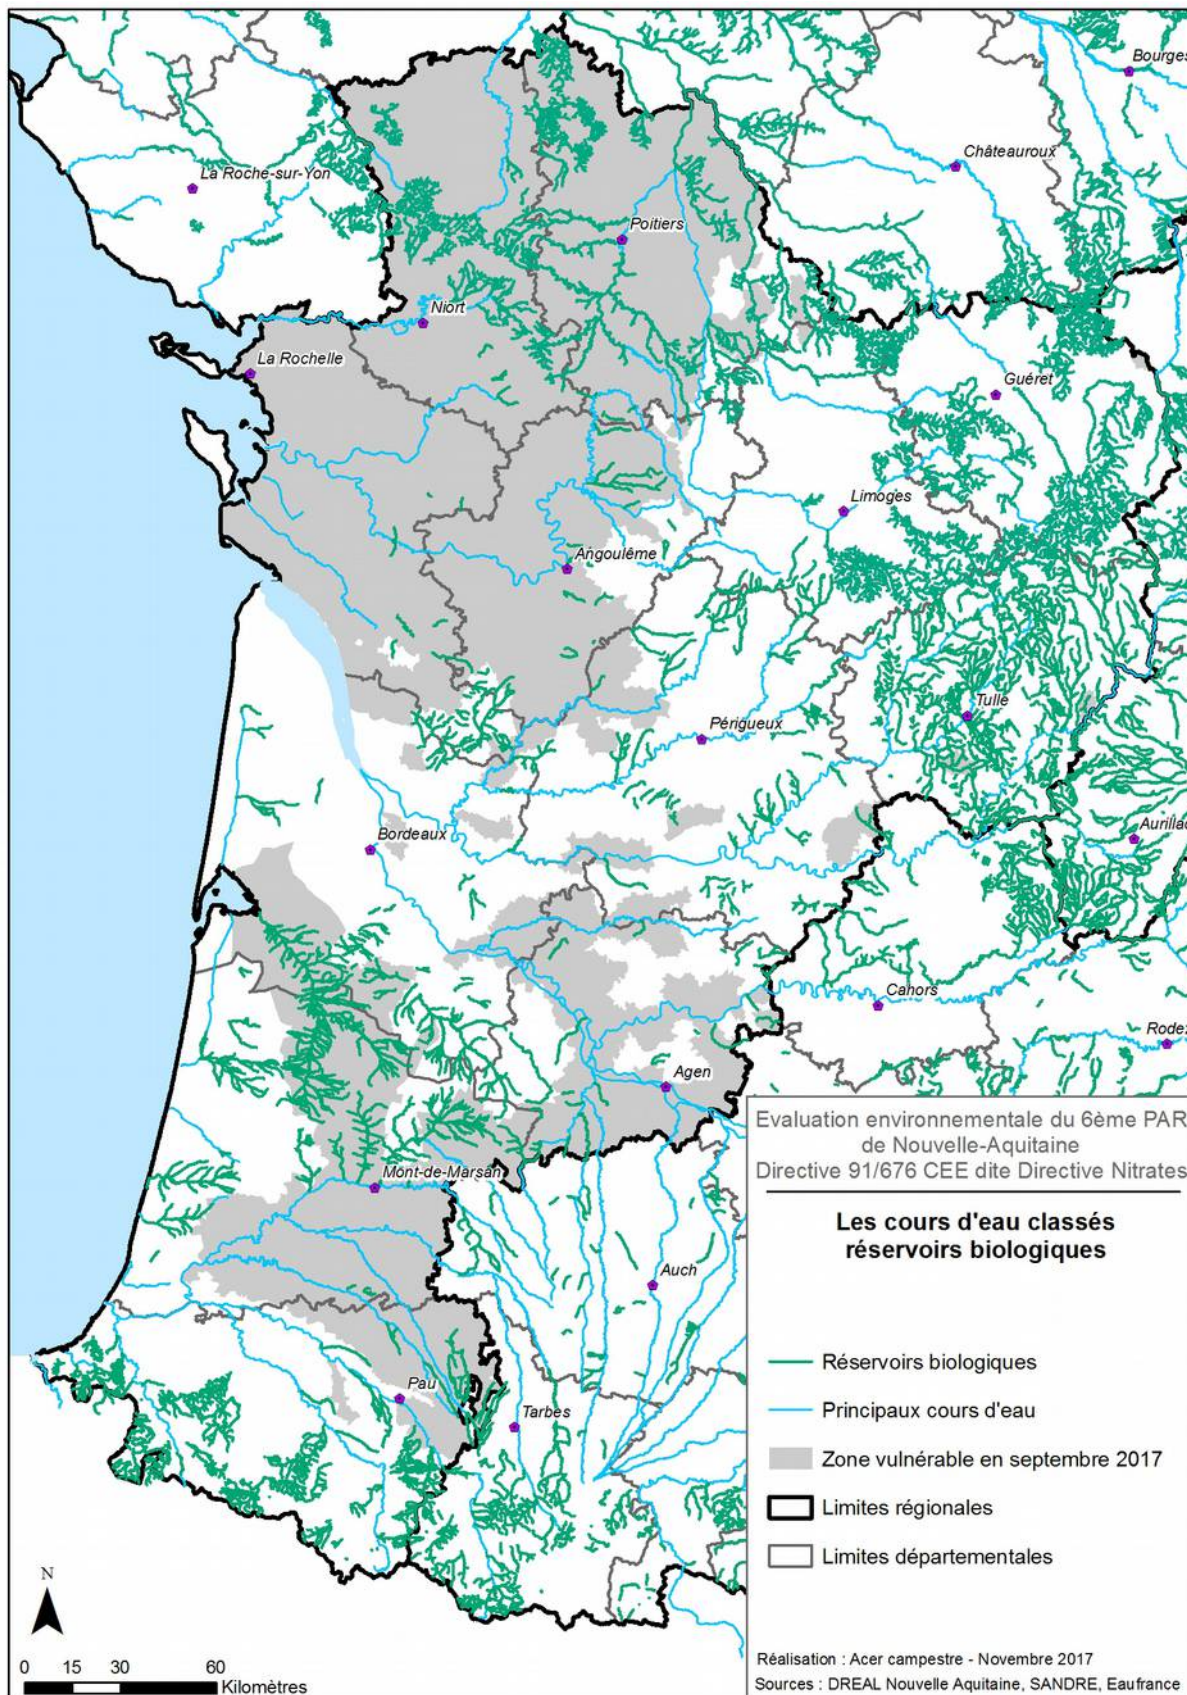 Bourges
Châteauroux
La Roche-sur-Yon
Poitiers
Niort
La Rochelle
Guéret
Limoges
Angoulême
Tulle
Périgueux
Bordeaux
Aurillac
Cahors
Rodez
Agen
Mont-de-Marsan
Auch
Pau
Tarbes
Evaluation environnementale du 6ème PAR
de Nouvelle-Aquitaine
Directive 91/676 CEE dite Directive Nitrates
Les cours d'eau classés
réservoirs biologiques
Réservoirs biologiques
Principaux cours d'eau
Zone vulnérable en septembre 2017
Limites régionales
Limites départementales
N
0 15 30 60
Kilomètres
Réalisation : Acer campestre - Novembre 2017
Sources : DREAL Nouvelle Aquitaine, SANDRE, Eaufrance